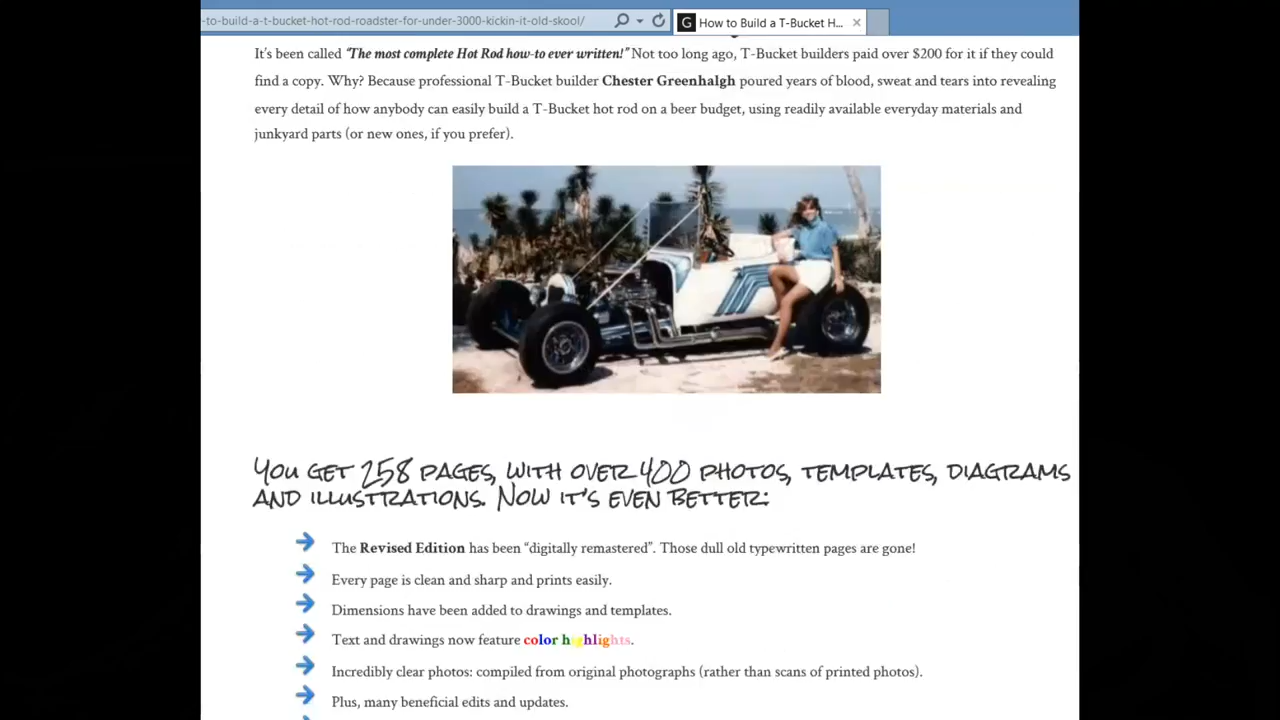 -to-build-a-t-bucket-hot-rod-roadster-for-under-3000-kickin-it-old-skool/
G How to Build a T-Bucket H...
It's been called “The most complete Hot Rod how-to ever written!” Not too long ago, T-Bucket builders paid over $200 for it if they could
find a copy. Why? Because professional T-Bucket builder Chester Greenhalgh poured years of blood, sweat and tears into revealing
every detail of how anybody can easily build a T-Bucket hot rod on a beer budget, using readily available everyday materials and
junkyard parts (or new ones, if you prefer).
You get 258 pages, with over 400 photos, templates, diagrams
and illustrations. Now it's even better:
The Revised Edition has been “digitally remastered”. Those dull old typewritten pages are gone!
Every page is clean and sharp and prints easily.
Dimensions have been added to drawings and templates.
Text and drawings now feature color highlights.
Incredibly clear photos: compiled from original photographs (rather than scans of printed photos).
Plus, many beneficial edits and updates.